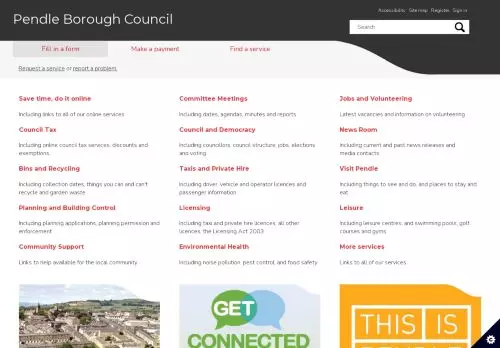 Pendle Borough Council
Accessibility Site map Register Sign in
Search
Fill in a form Make a payment Find a service
Request a service or report a problem.
Save time, do it online
Including links to all of our online services
Council Tax
Including online council tax services, discounts and
exemptions
Bins and Recycling
Including collection dates, things you can and can't
recycle and garden waste
Planning and Building Control
Including planning applications, planning permission and
enforcement
Community Support
Links to help available for the local community
Committee Meetings
Including dates, agendas, minutes and reports
Council and Democracy
Including councillors, council structure, jobs, elections
and voting
Taxis and Private Hire
Including driver, vehicle and operator licences and
passenger information
Licensing
Including taxi and private hire licences, all other
licences, the Licensing Act 2003
Environmental Health
Including noise pollution, pest control, and food safety
Jobs and Volunteering
Latest vacancies and information on volunteering
News Room
Including current and past news releases and
media contacts
Visit Pendle
Including things to see and do, and places to stay and
eat
Leisure
Including leisure centres, and swimming pools, golf
courses and gyms
More services
Links to all of our services
GET
CONNECTED
THIS IS